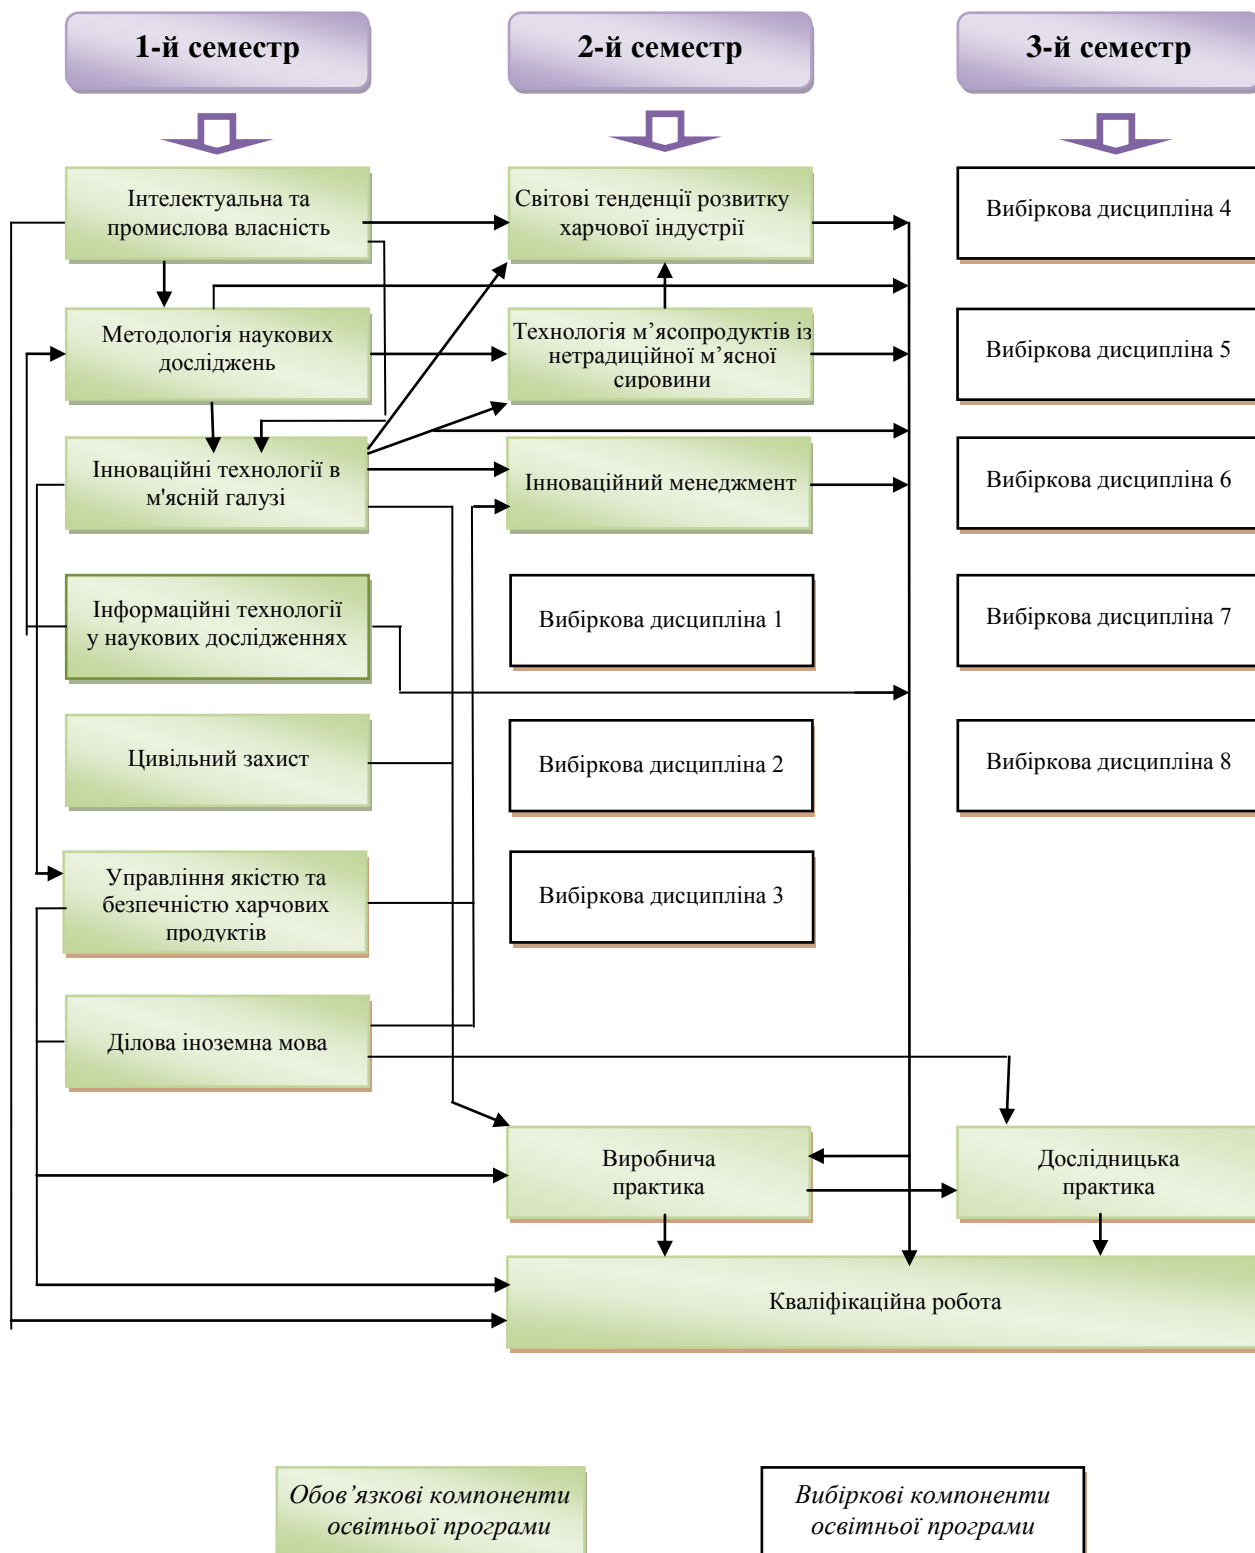 1-й семестр
2-й семестр
3-й семестр
Інтелектуальна та
промислова власність
Світові тенденції розвитку
харчової індустрії
Вибіркова дисципліна 4
Методологія наукових
досліджень
Технологія м’ясопродуктів із
нетрадиційної м’ясної
сировини
Вибіркова дисципліна 5
Інноваційні технології в
м'ясній галузі
Інноваційний менеджмент
Вибіркова дисципліна 6
Інформаційні технології
у наукових дослідженнях
Вибіркова дисципліна 1
Вибіркова дисципліна 7
Цивільний захист
Вибіркова дисципліна 2
Вибіркова дисципліна 8
Управління якістю та
безпечністю харчових
продуктів
Вибіркова дисципліна 3
Ділова іноземна мова
Виробнича
практика
Дослідницька
практика
Кваліфікаційна робота
Обов’язкові компоненти
освітньої програми
Вибіркові компоненти
освітньої програми